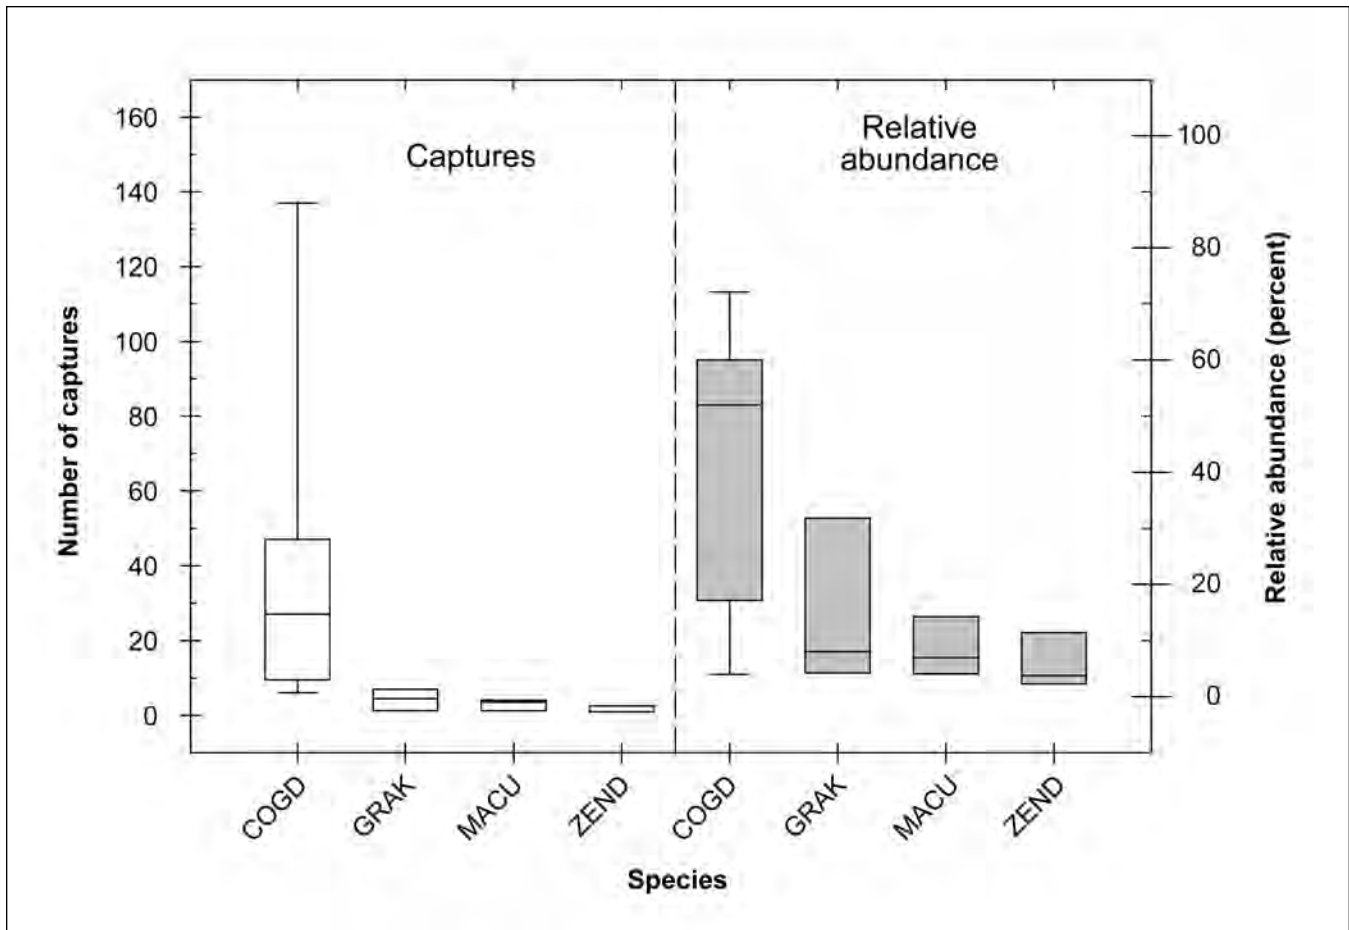 Captures
Relative
abundance
Number of captures
160
140
120
100
80
60
40
20
0
100
80
60
40
20
0
Relative abundance (percent)
COGD
GRAK
MACU
ZEND
COGD
GRAK
MACU
ZEND
Species